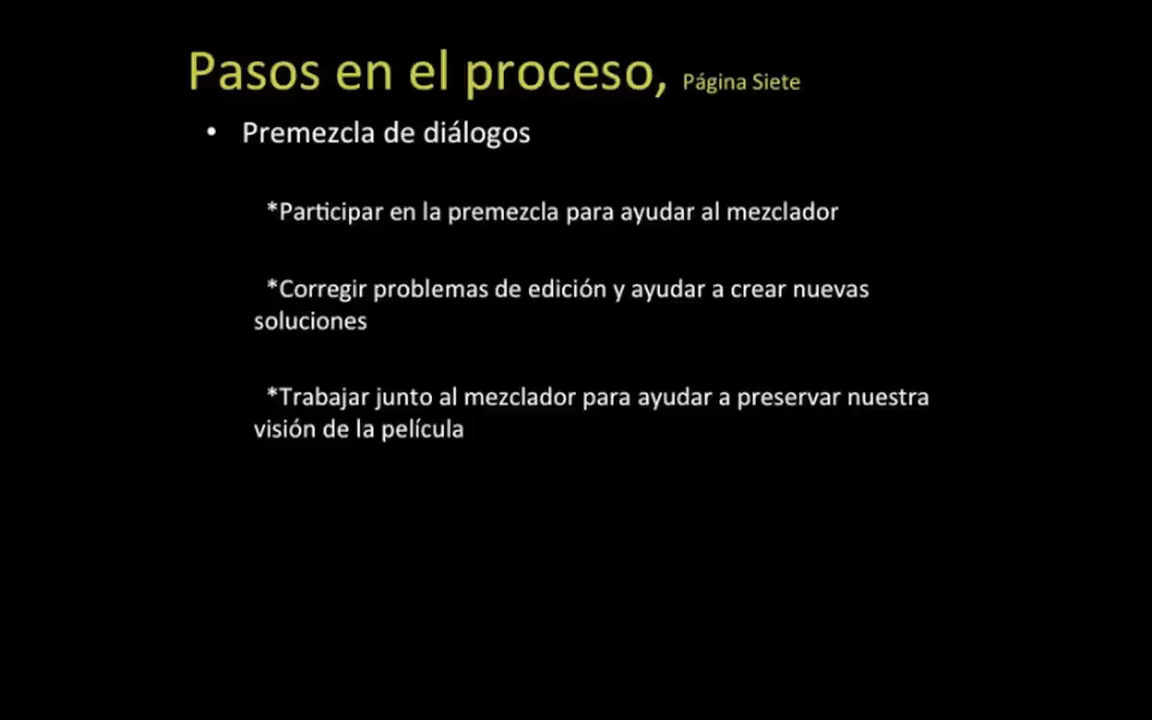 Pasos en el proceso, Página Siete
• Premezcla de diálogos
*Participar en la premezcla para ayudar al mezclador
*Corregir problemas de edición y ayudar a crear nuevas
soluciones
*Trabajar junto al mezclador para ayudar a preservar nuestra
visión de la película